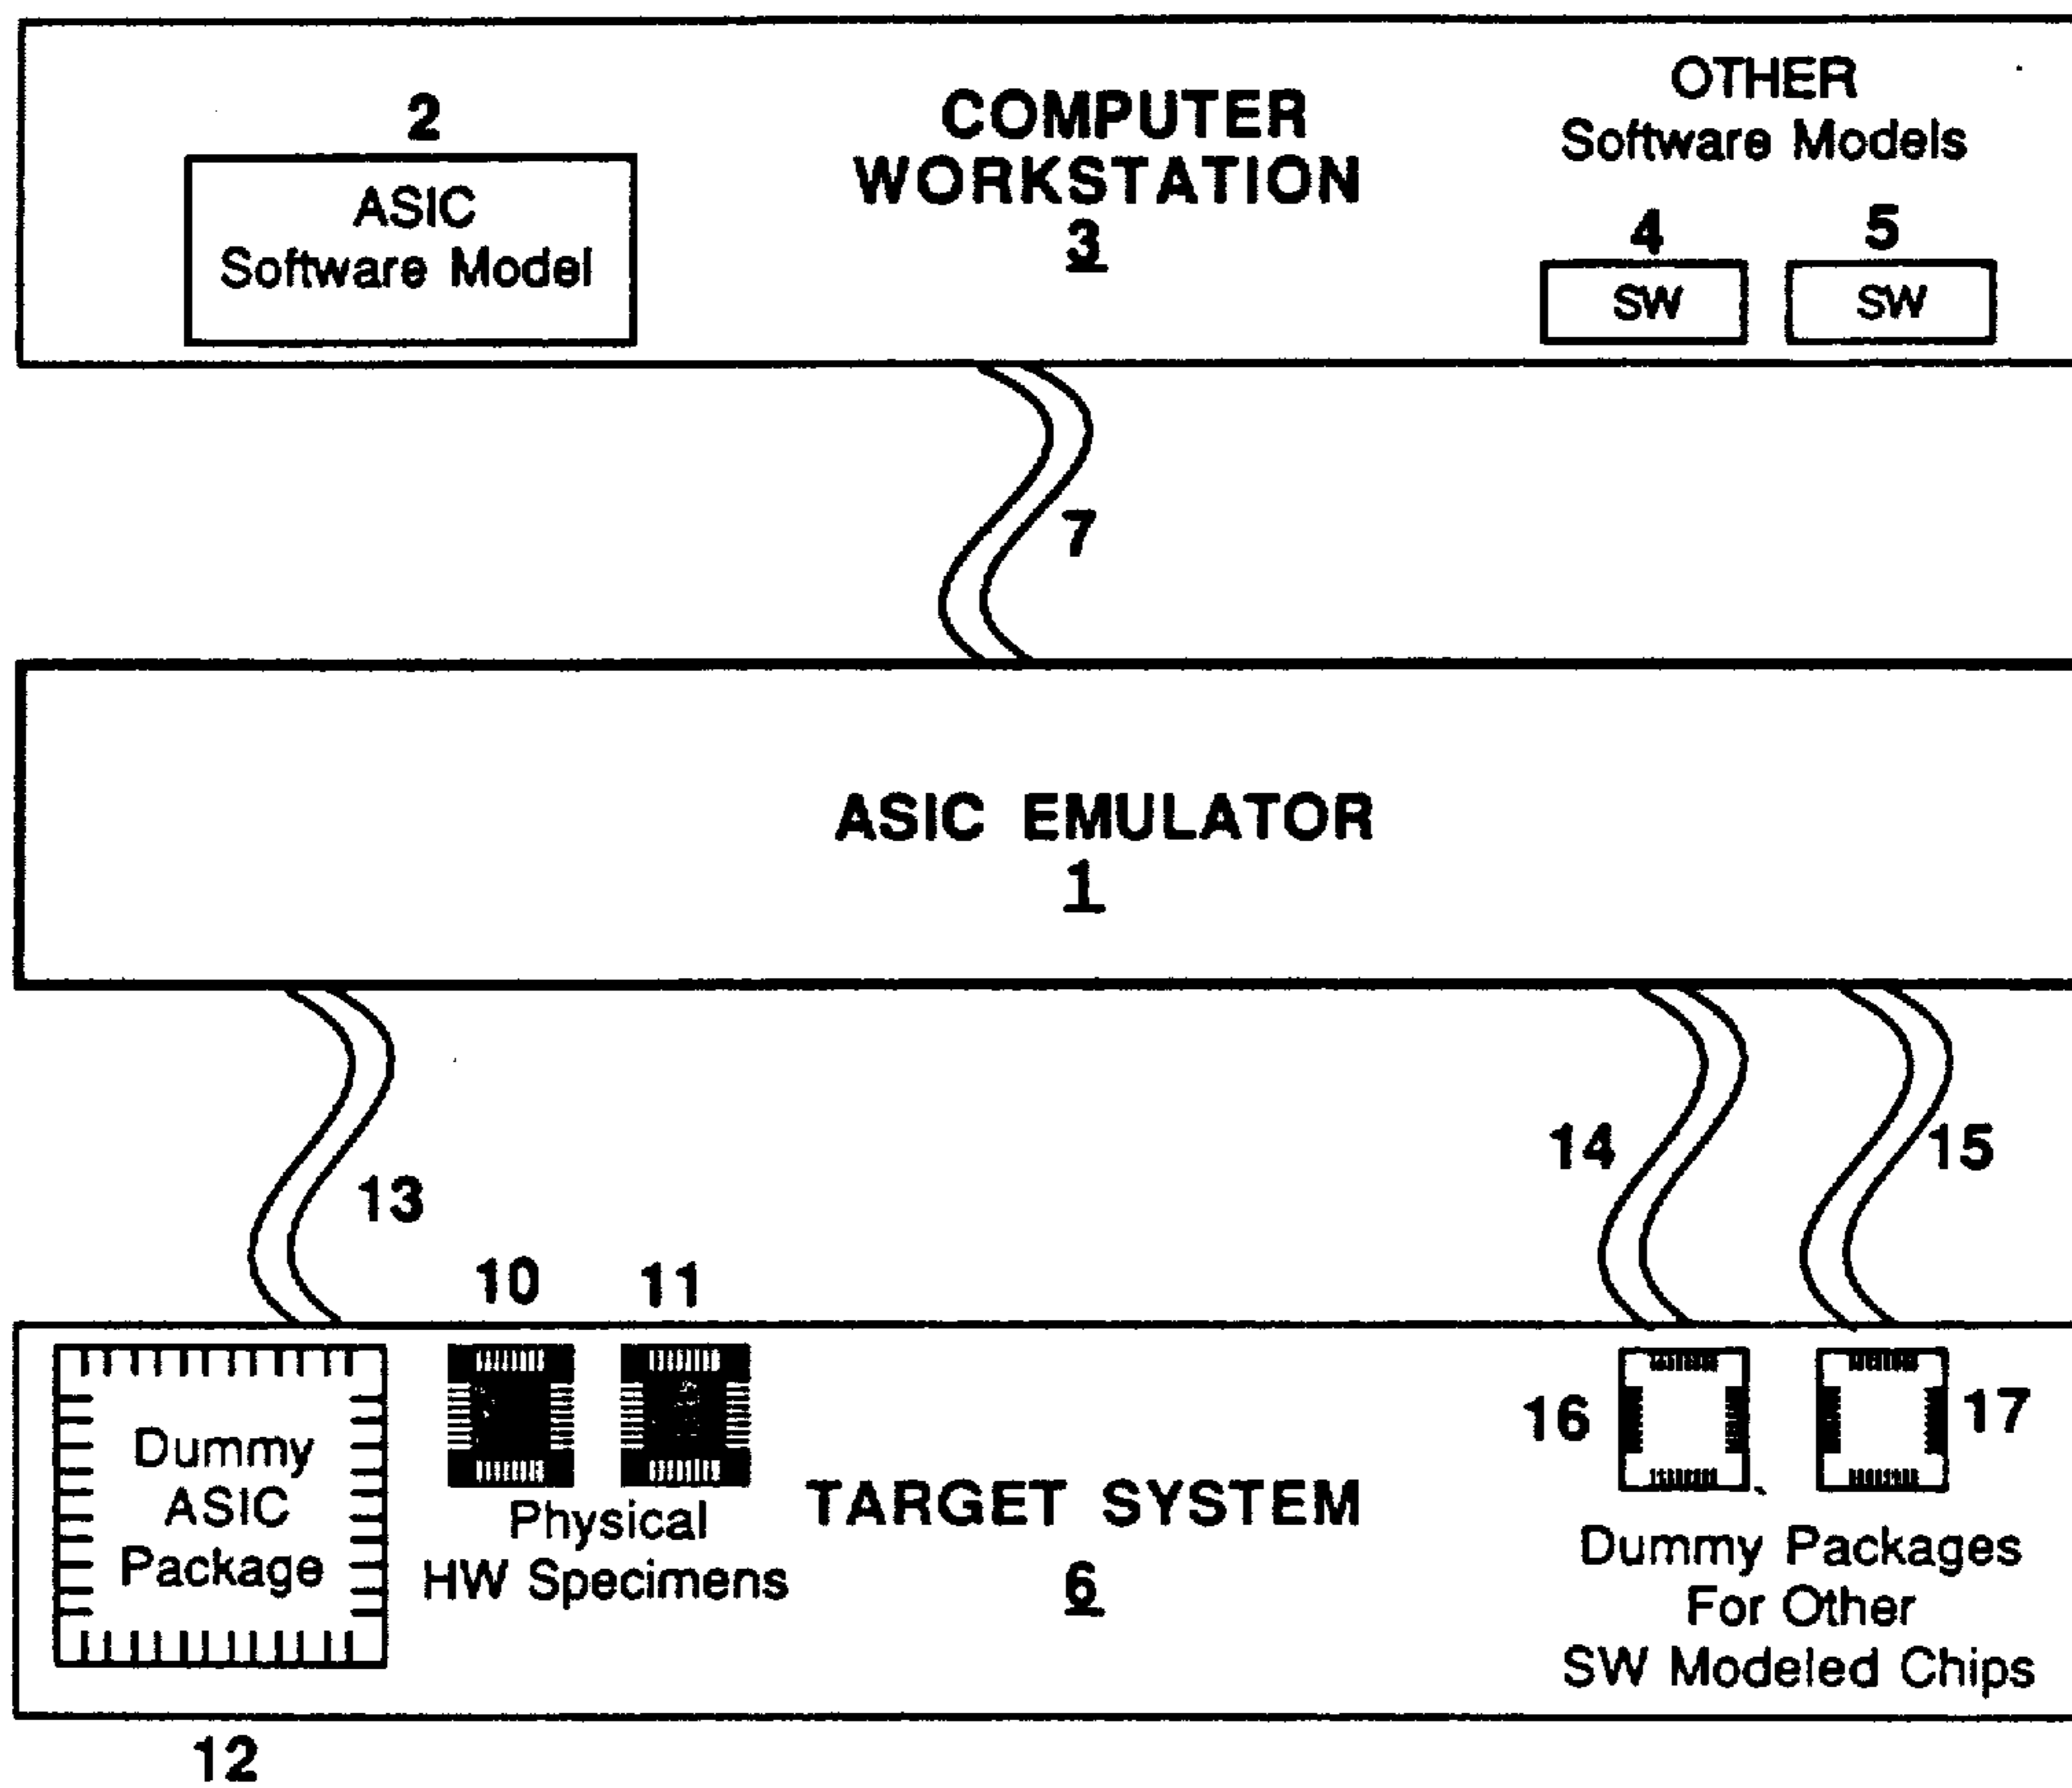 2
ASIC
Software Model
COMPUTER
WORKSTATION
3
OTHER
Software Models
4
5
SW
SW
7
ASIC EMULATOR
1
13
14
15
10
11
Dummy
ASIC
Package
Physical
HW Specimens
TARGET SYSTEM
6
16
17
Dummy Packages
For Other
SW Modeled Chips
12